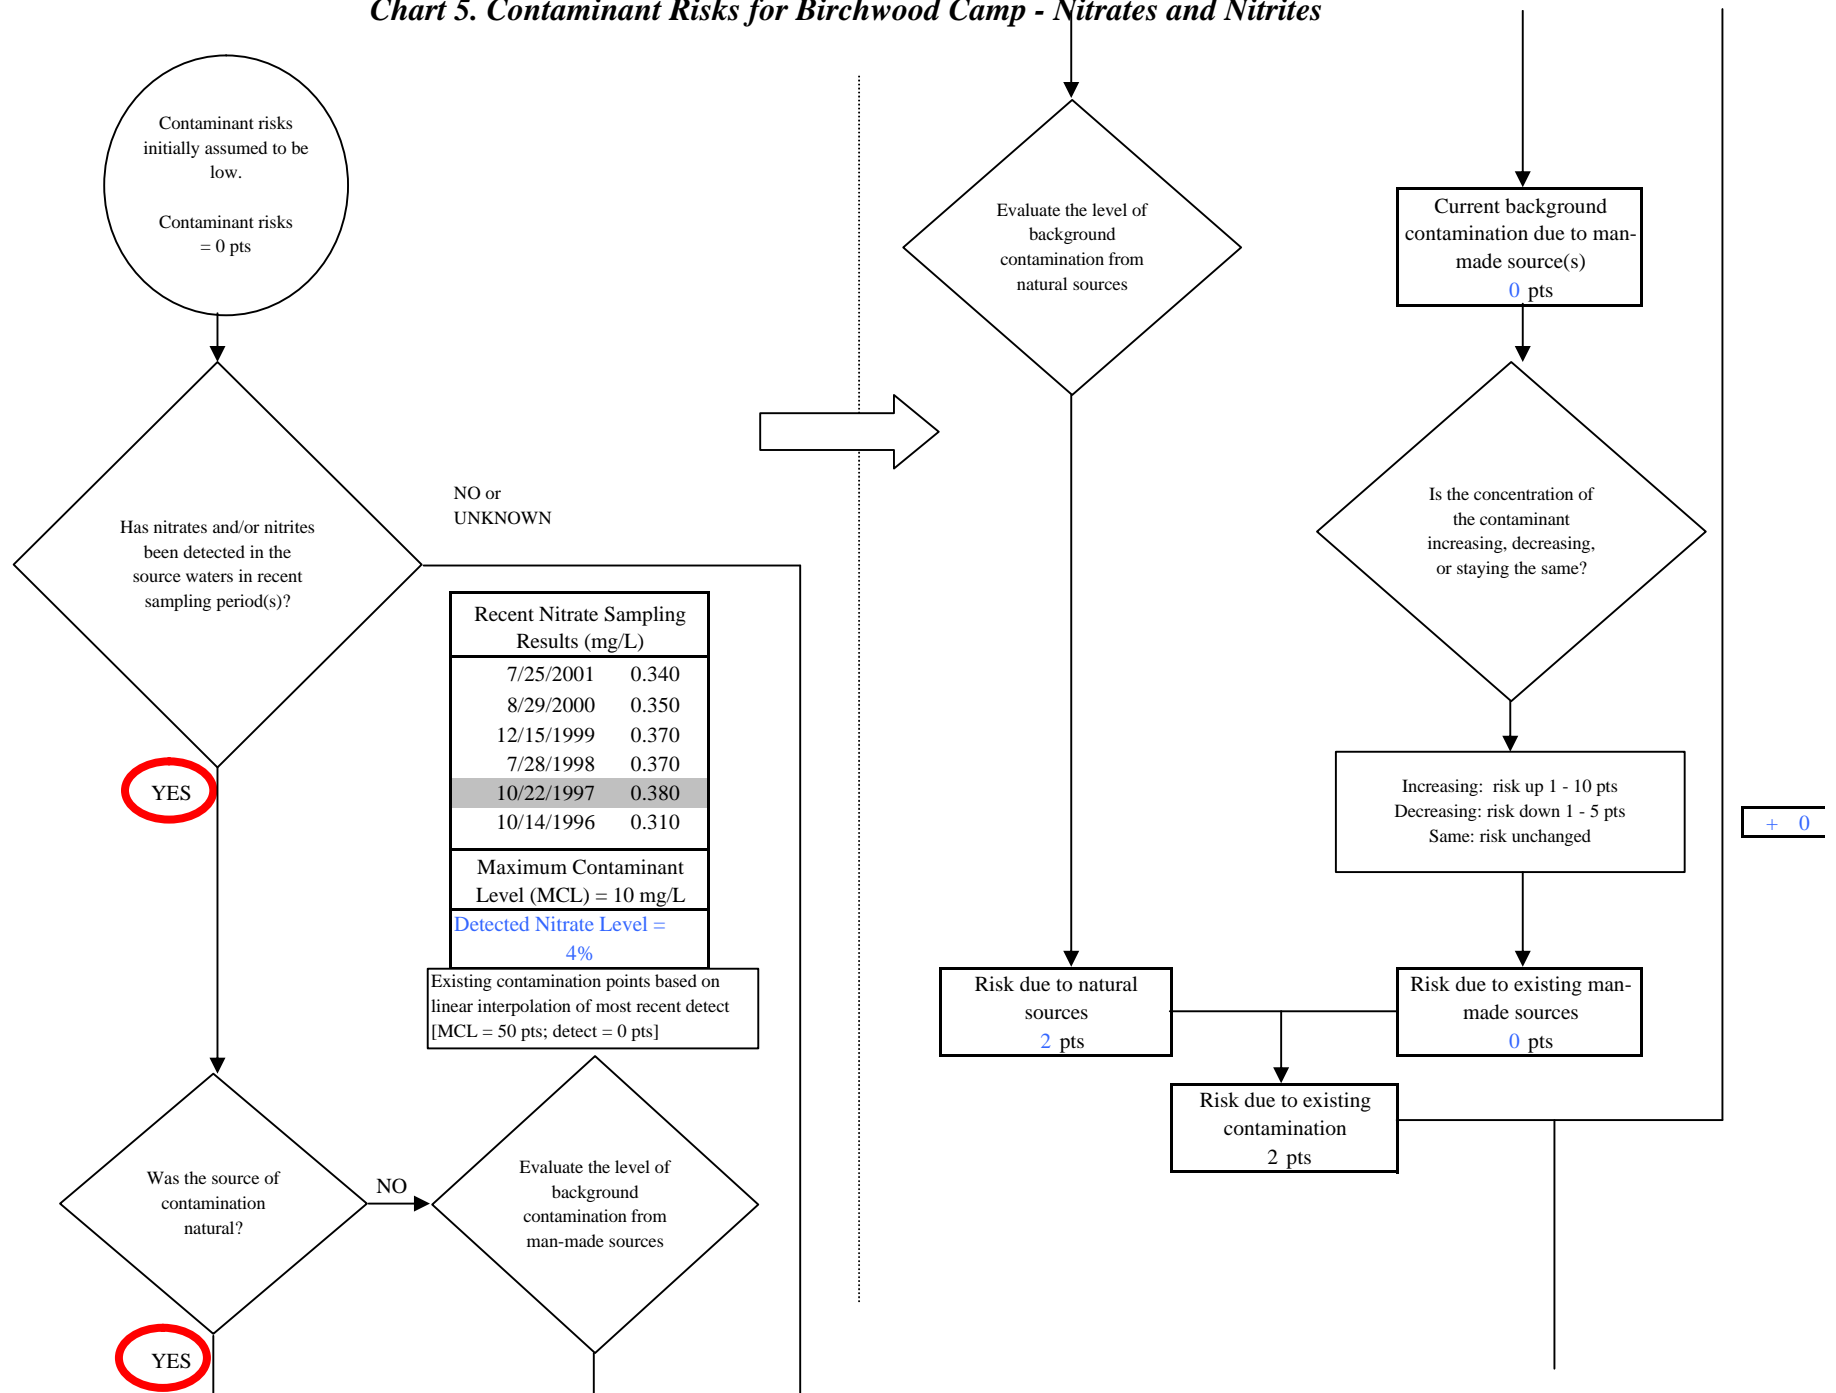 Chart 5. Contaminant Risks for Birchwood Camp - Nitrates and Nitrites
Contaminant risks
initially assumed to be
low.
Contaminant risks
= 0 pts
Has nitrates and/or nitrites
been detected in the
source waters in recent
sampling period(s)?
NO or
UNKNOWN
YES
Recent Nitrate Sampling
Results (mg/L)
7/25/2001 0.340
8/29/2000 0.350
12/15/1999 0.370
7/28/1998 0.370
10/22/1997 0.380
10/14/1996 0.310
Maximum Contaminant
Level (MCL) = 10 mg/L
Detected Nitrate Level =
4%
Existing contamination points based on
linear interpolation of most recent detect
[MCL = 50 pts; detect = 0 pts]
Was the source of
contamination
natural?
NO
YES
Evaluate the level of
background
contamination from
man-made sources
Evaluate the level of
background
contamination from
natural sources
Current background
contamination due to man-
made source(s)
0 pts
Is the concentration of
the contaminant
increasing, decreasing,
or staying the same?
Increasing: risk up 1 - 10 pts
Decreasing: risk down 1 - 5 pts
Same: risk unchanged
+ 0
Risk due to natural
sources
2 pts
Risk due to existing man-
made sources
0 pts
Risk due to existing
contamination
2 pts